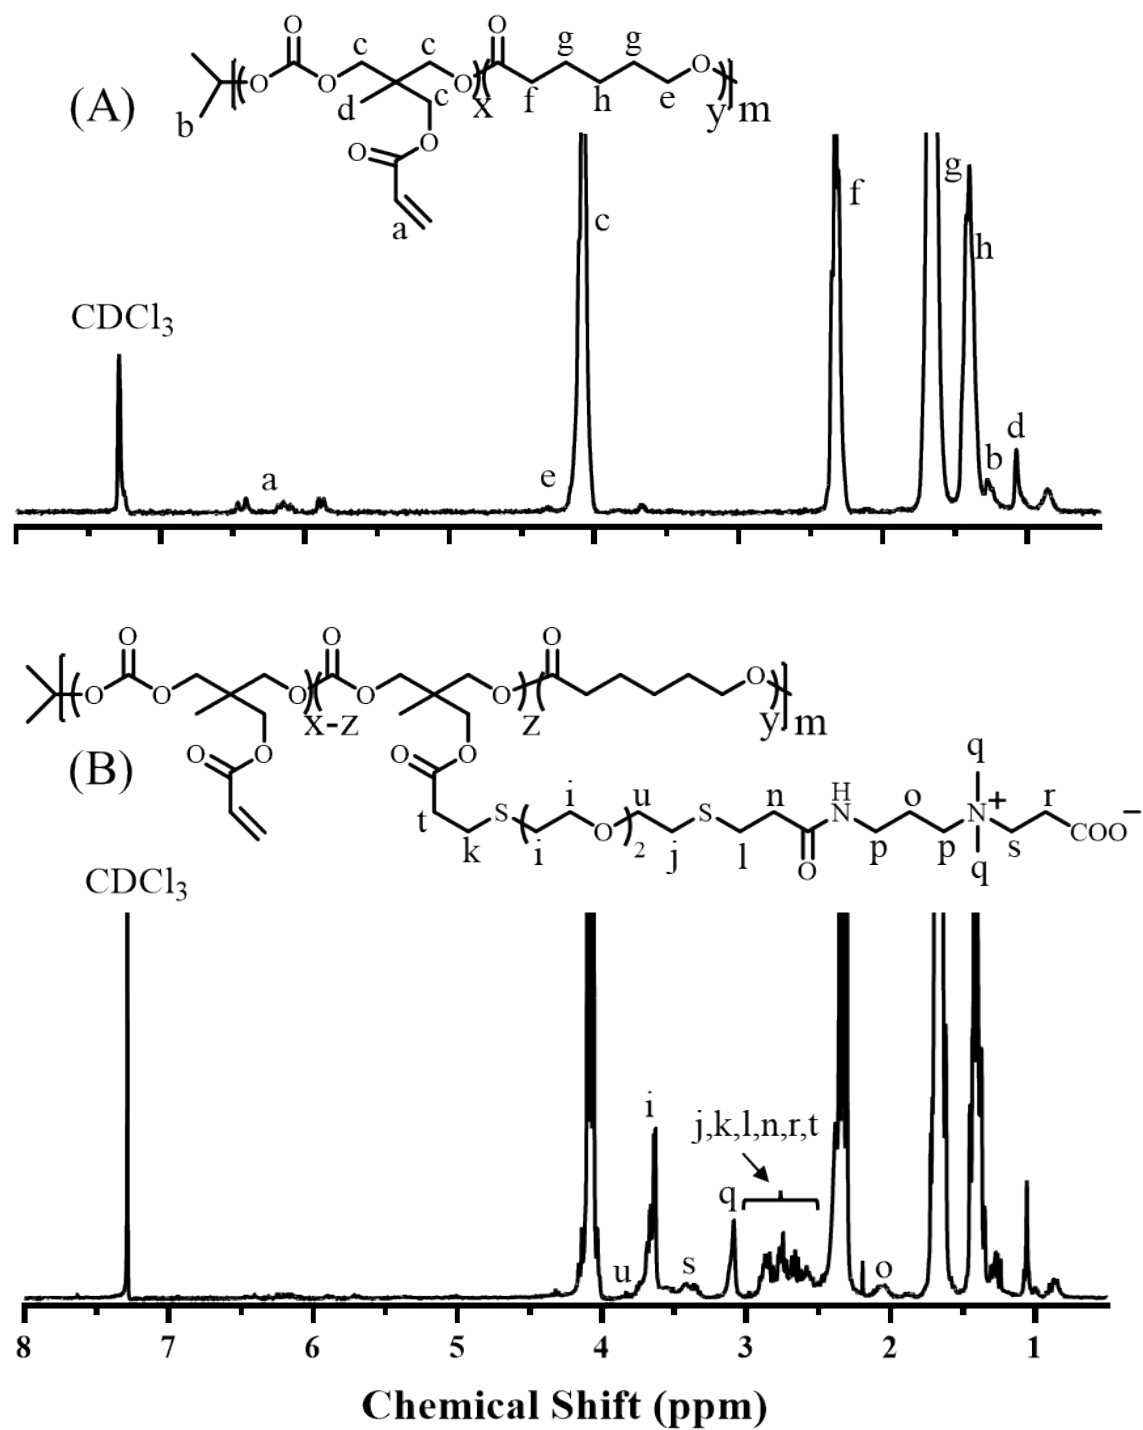 O O
c c g g
O O O O
(A) b d c x f h e y m
O O
a
CDCl3
c f g h
a e b d
O O O
O O O O O
x-z z y m
(B) O O O O
H q
i u n o r
S O S N N+ COO−
t 2
k i j l p p s
O q
CDCl3
i j,k,l,n,r,t
q
u s o
8 7 6 5 4 3 2 1
Chemical Shift (ppm)